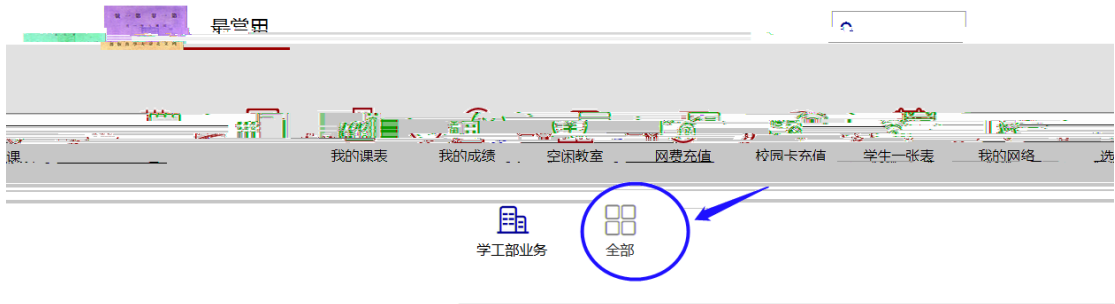 最常用
课 我的课表 我的成绩 空闲教室 网费充值 校园卡充值 学生一张表 我的网络 选
学工部业务 全部